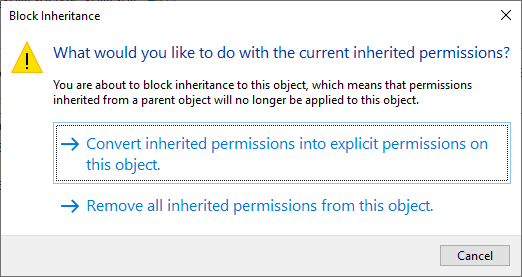 Block Inheritance
What would you like to do with the current inherited permissions?
You are about to block inheritance to this object, which means that permissions
inherited from a parent object will no longer be applied to this object.
Convert inherited permissions into explicit permissions on
this object.
Remove all inherited permissions from this object.
Cancel